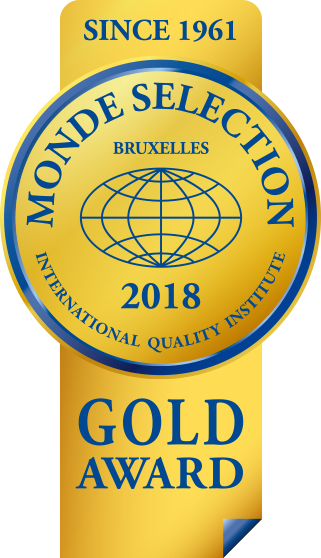 SINCE 1961
MONDE SELECTION
BRUXELLES
2018
INTERNATIONAL QUALITY INSTITUTE
GOLD
AWARD